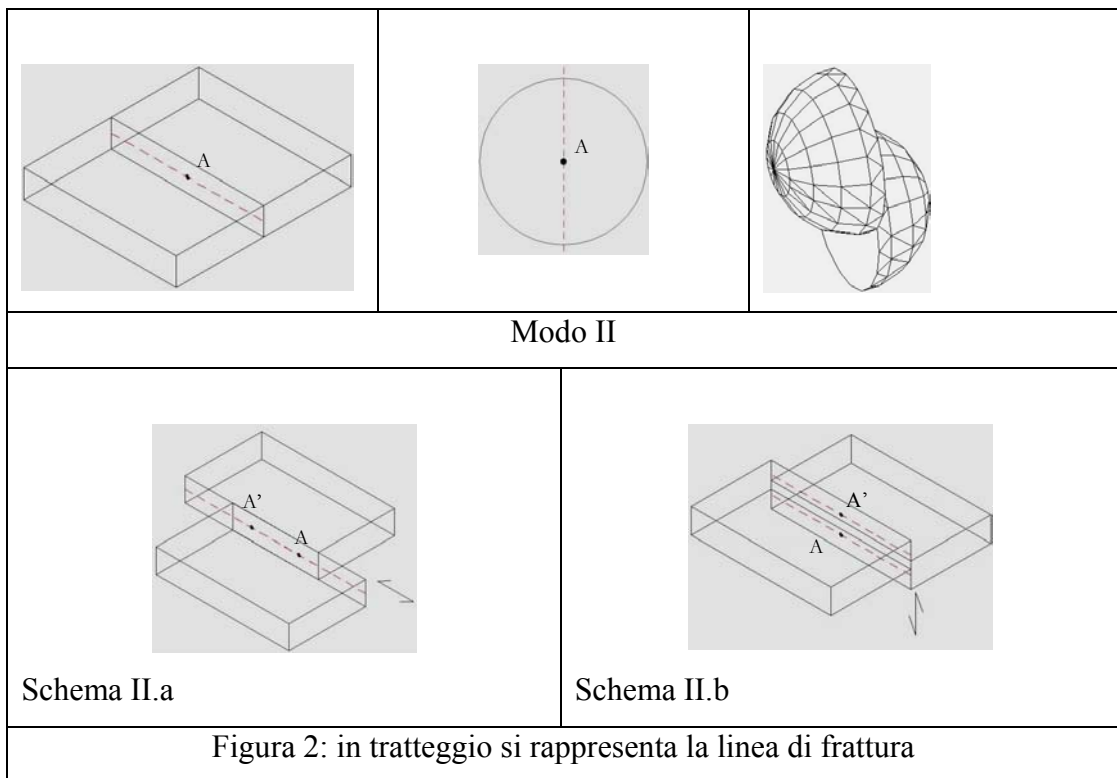 A
A
Modo II
A’
A
A’
A
Schema II.a
Schema II.b
Figura 2: in tratteggio si rappresenta la linea di frattura